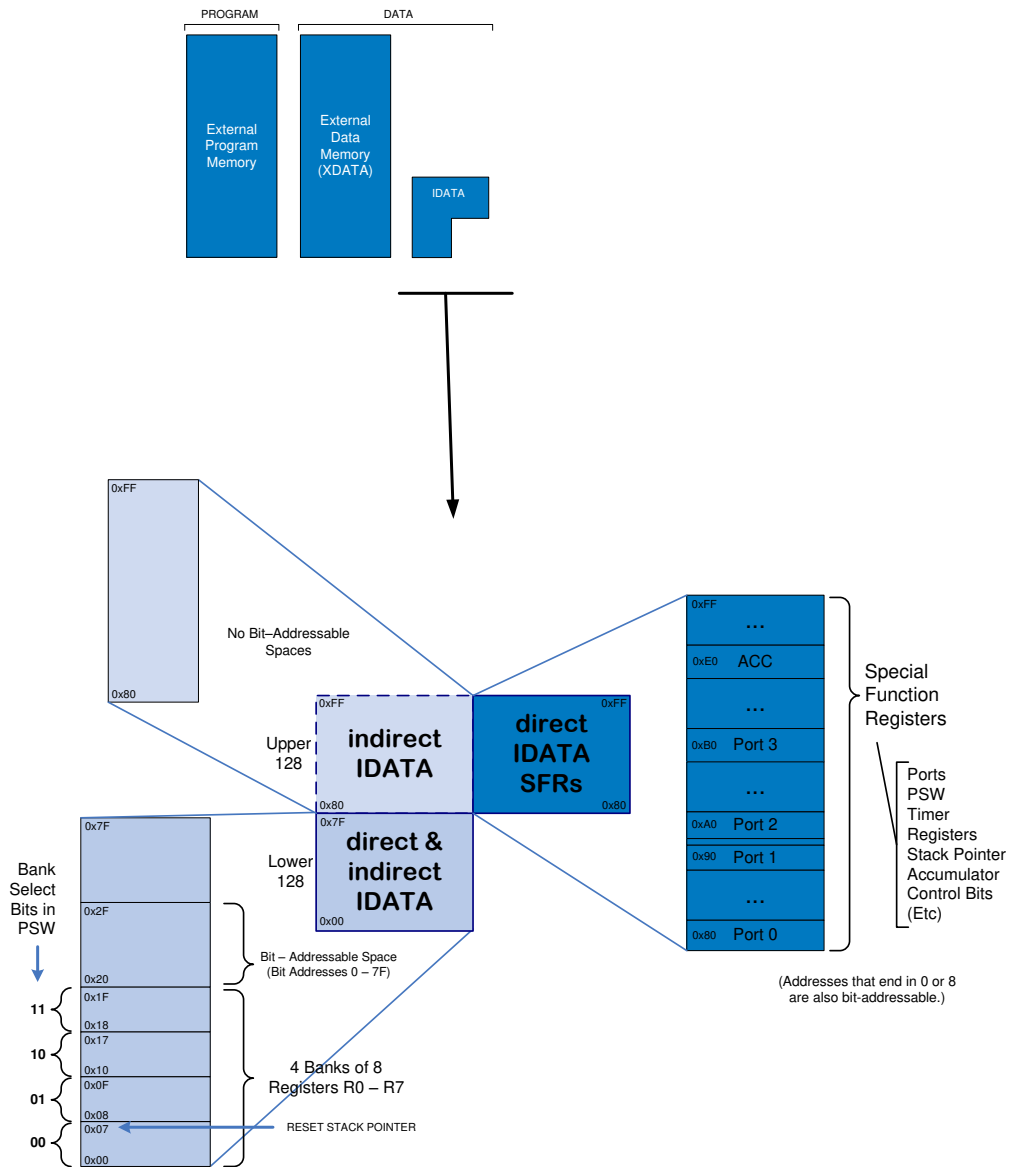 PROGRAM
DATA
External
Program
Memory
External
Data
Memory
(XDATA)
IDATA
0xFF
0x80
No Bit–Addressable
Spaces
Upper
128
0xFF
indirect
IDATA
0x80
0xFF
direct
IDATA
SFRs
0x80
Lower
128
0x7F
direct &
indirect
IDATA
0x00
0xFF
...
0xE0 ACC
...
0xB0 Port 3
...
0xA0 Port 2
0x90 Port 1
...
0x80 Port 0
Special
Function
Registers
Ports
PSW
Timer
Registers
Stack Pointer
Accumulator
Control Bits
(Etc)
(Addresses that end in 0 or 8
are also bit-addressable.)
Bank
Select
Bits in
PSW
0x7F
0x2F
0x20
Bit – Addressable Space
(Bit Addresses 0 – 7F)
11
0x1F
0x18
10
0x17
0x10
01
0x0F
0x08
00
0x07
0x00
4 Banks of 8
Registers R0 – R7
RESET STACK POINTER